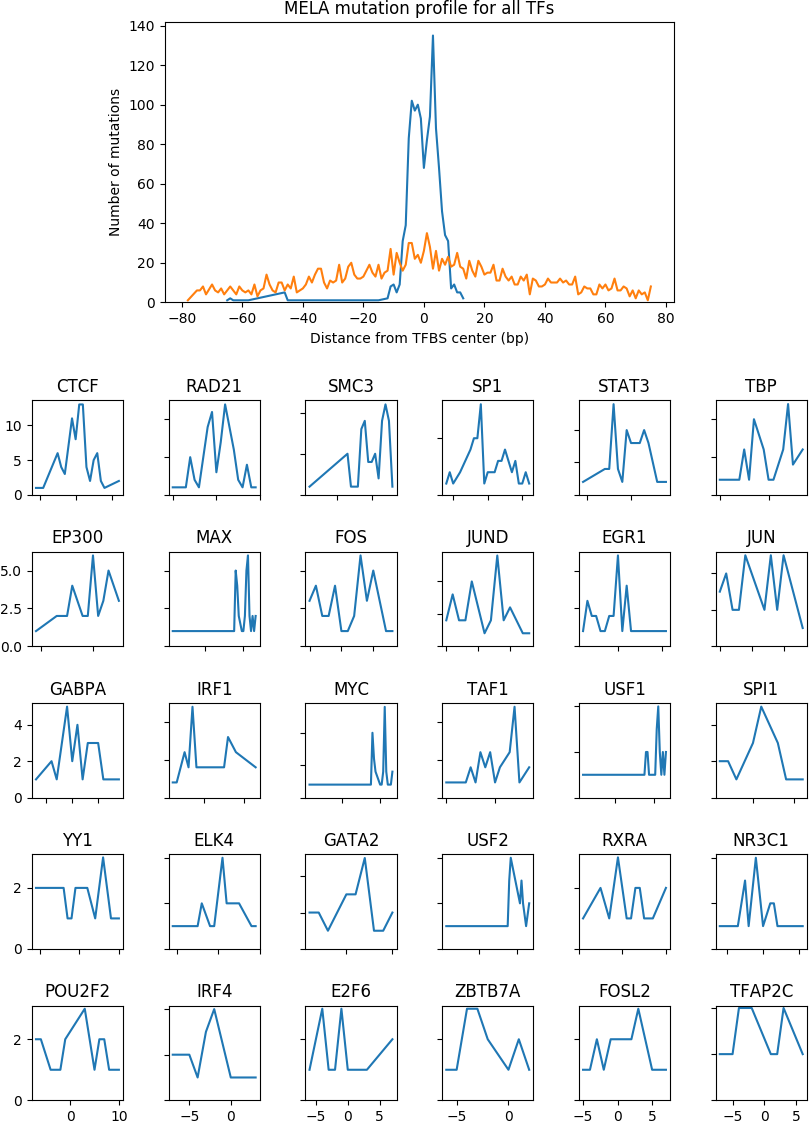 MELA mutation profile for all TFs
140
120
100
80
60
40
20
0
Number of mutations
−80 −60 −40 −20 0 20 40 60 80
Distance from TFBS center (bp)
CTCF RAD21 SMC3 SP1 STAT3 TBP
10
5
0
EP300 MAX FOS JUND EGR1 JUN
5.0
2.5
0.0
GABPA IRF1 MYC TAF1 USF1 SPI1
4
2
0
YY1 ELK4 GATA2 USF2 RXRA NR3C1
2
0
POU2F2 IRF4 E2F6 ZBTB7A FOSL2 TFAP2C
2
0
0 10 −5 0 −5 0 5 −5 0 −5 0 5 −5 0 5